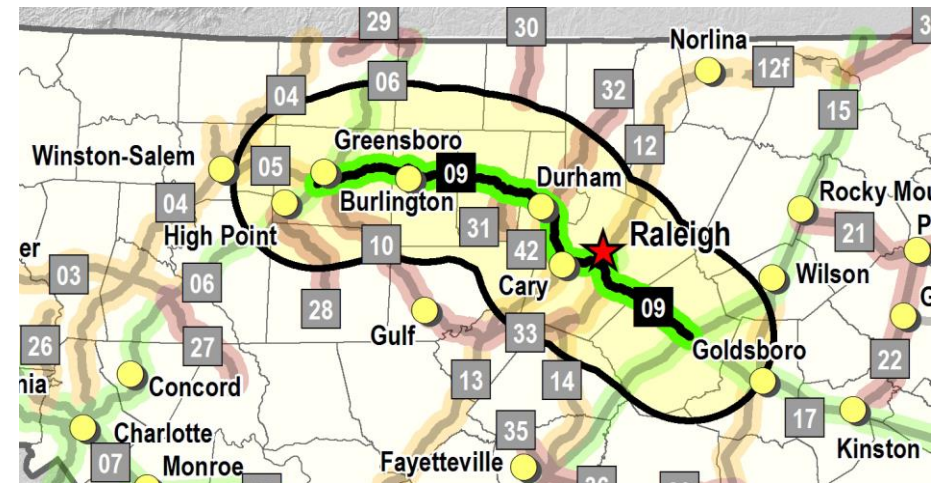 29
30
Norlina
12f
06
04
32
15
12
Greensboro
Winston-Salem
05
09
Durham
Burlington
04
Rocky Mou
31
High Point
10
Raleigh
21
42
03
06
Cary
Wilson
28
09
Gulf
33
26
27
Goldsboro
22
13
14
Concord
17
35
Charlotte
Kinston
07
Monroe
Fayetteville